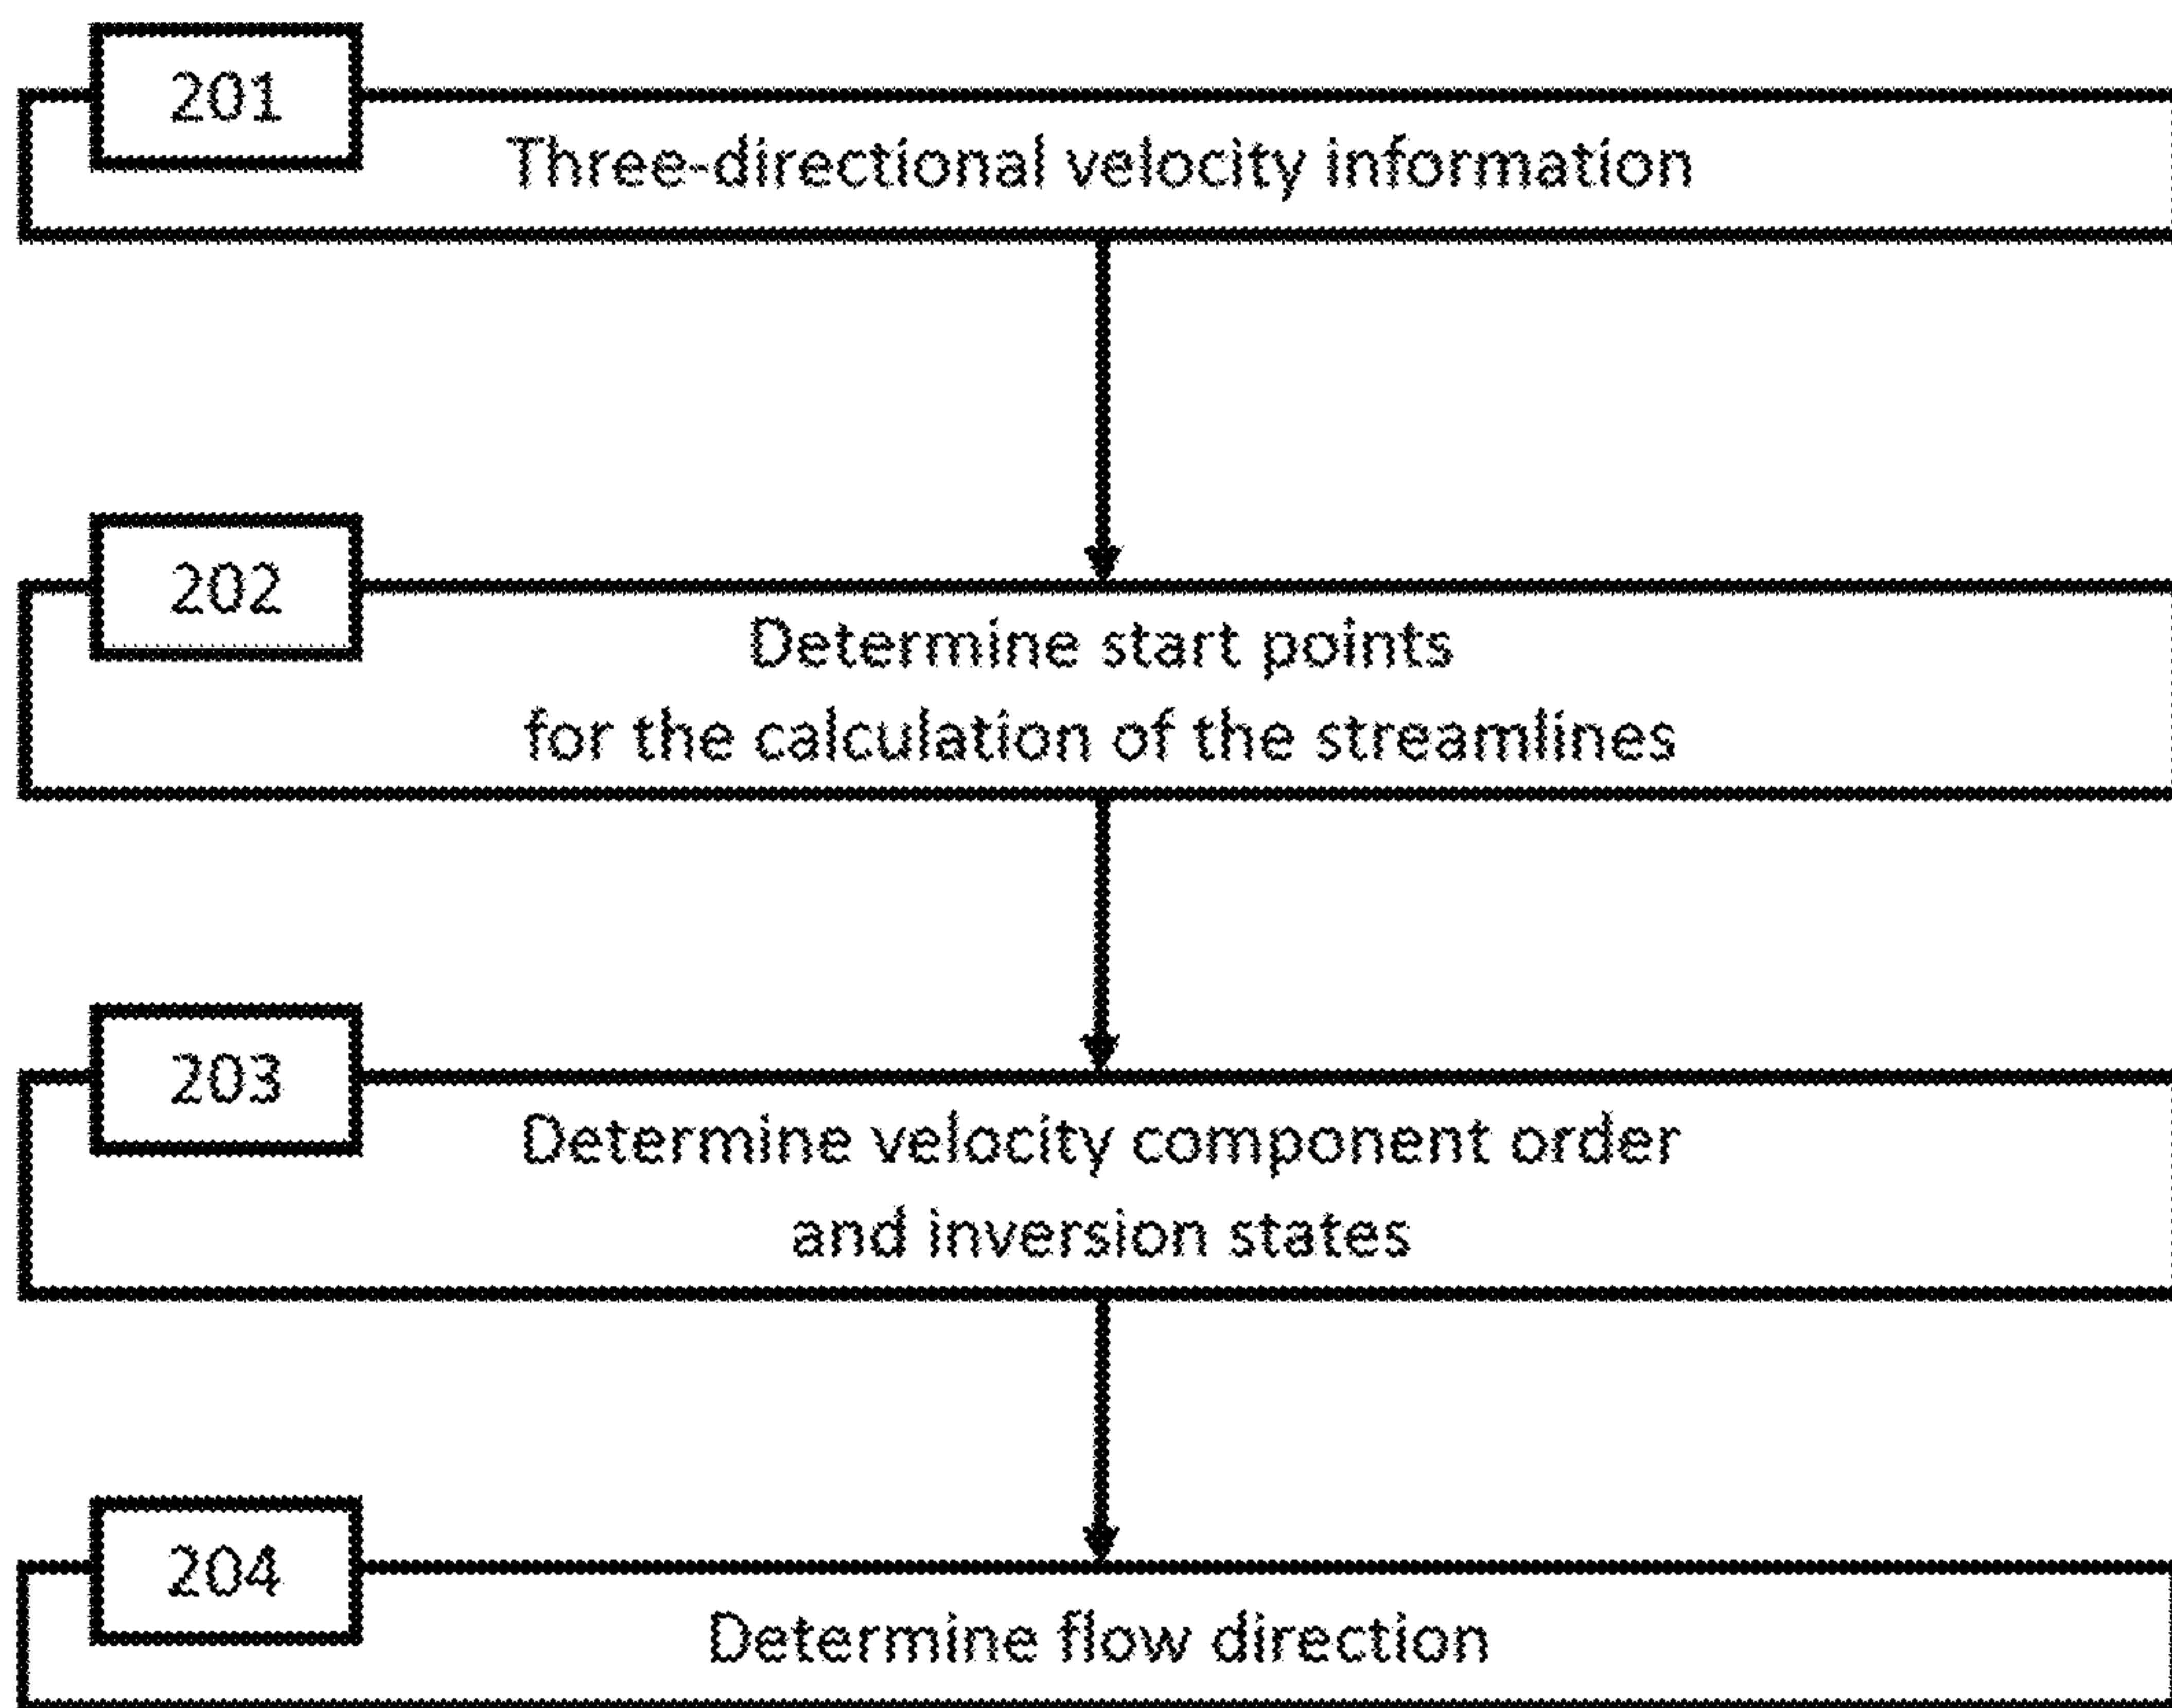 201
Three-directional velocity information
202
Determine start points
for the calculation of the streamlines
203
Determine velocity component order
and inversion states
204
Determine flow direction